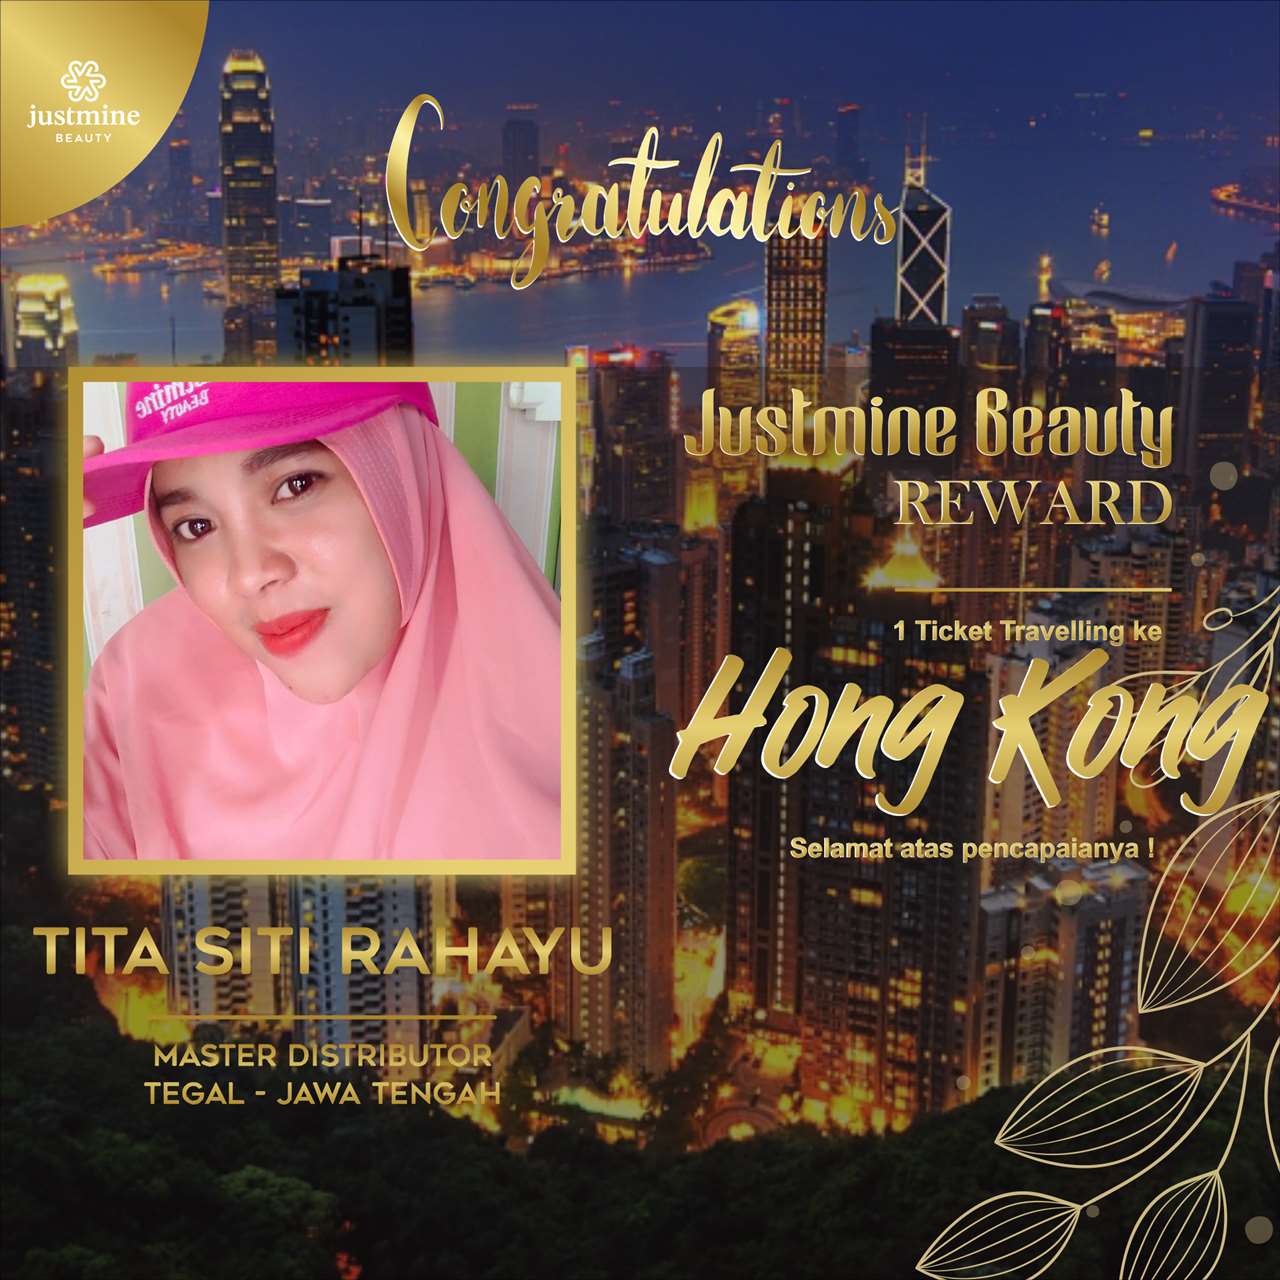 justmine
BEAUTY
Congratulations
BEAUTY
Justmine Beauty
REWARD
1 Ticket Travelling ke
Hong Kong
Selamat atas pencapaianya !
TITA SITI RAHAYU
MASTER DISTRIBUTOR
TEGAL - JAWA TENGAH